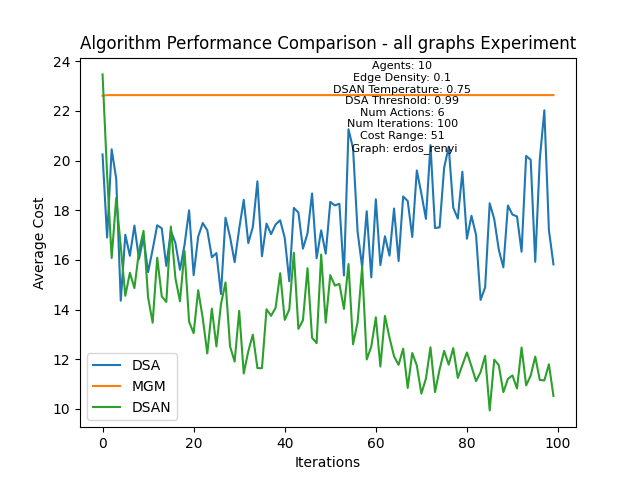 Algorithm Performance Comparison - all graphs Experiment
Agents: 10
Edge Density: 0.1
DSAN Temperature: 0.75
DSA Threshold: 0.99
Num Actions: 6
Num Iterations: 100
Cost Range: 51
Graph: erdos_renyi
24
22
20
18
16
14
12
10
Average Cost
DSA
MGM
DSAN
0
20
40
60
80
100
Iterations